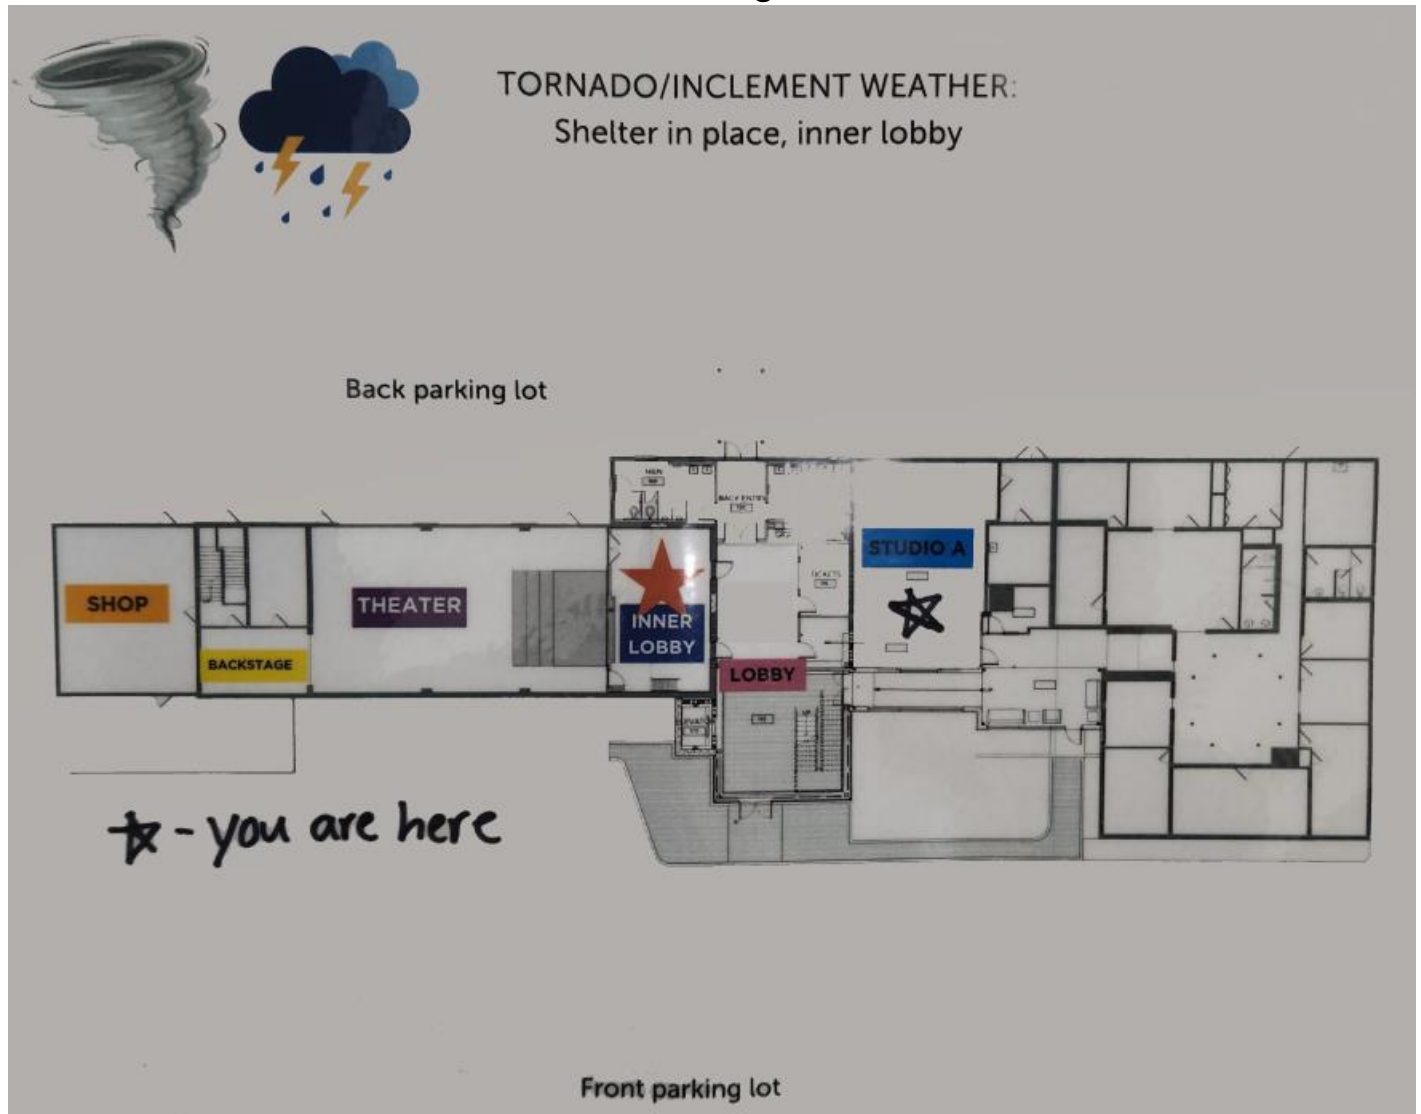 TORNADO/INCLEMENT WEATHER:
Shelter in place, inner lobby
Back parking lot
MEN
BACK ENTRY
STUDIO A
TICKETS
SHOP
THEATER
INNER
LOBBY
BACKSTAGE
LOBBY
UP
- you are here
Front parking lot